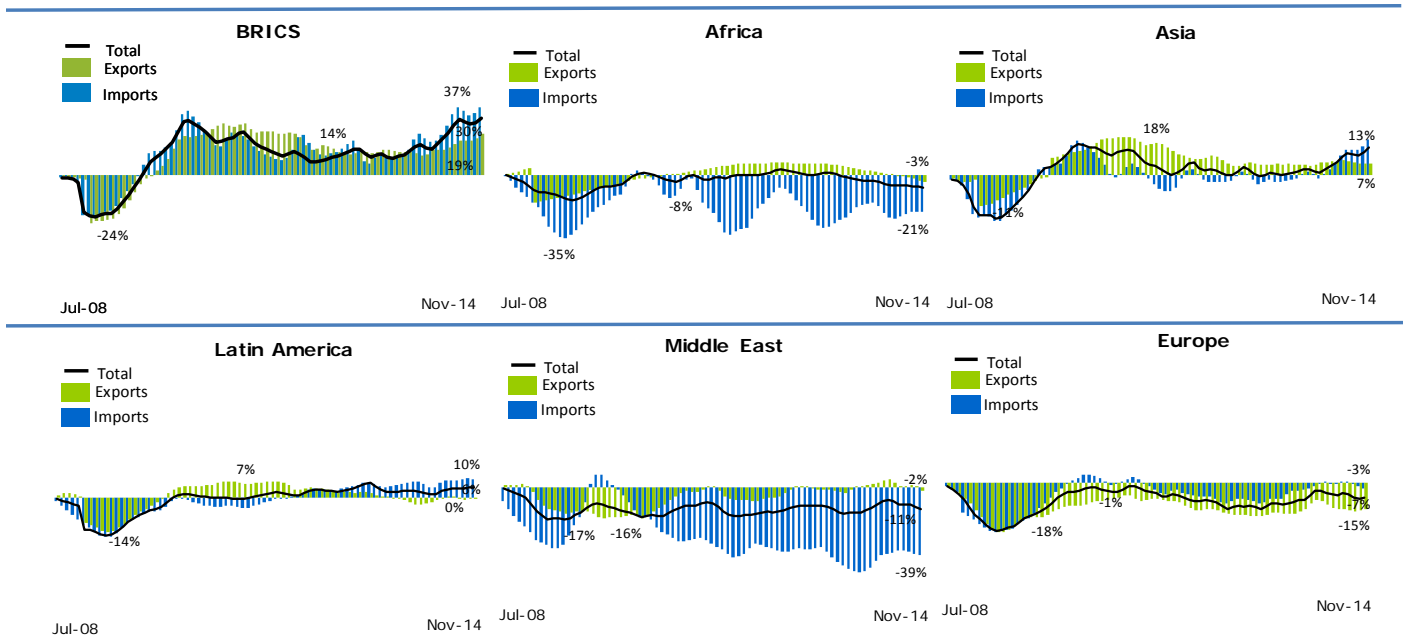 BRICS
Total
Exports
Imports
37%
30%
19%
14%
-24%
Jul-08
Nov-14
Africa
Total
Exports
Imports
-3%
-8%
-21%
-35%
Jul-08
Nov-14
Asia
Total
Exports
Imports
18%
13%
7%
-11%
Jul-08
Nov-14
Latin America
Total
Exports
Imports
7%
10%
0%
-14%
Jul-08
Nov-14
Middle East
Total
Exports
Imports
-2%
-11%
-17%
-16%
-39%
Jul-08
Nov-14
Europe
Total
Exports
Imports
-3%
-1%
-7%
-15%
-18%
Jul-08
Nov-14